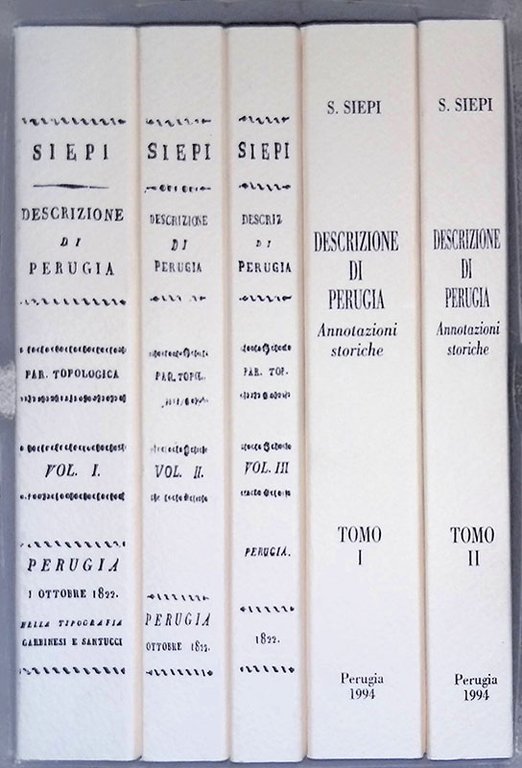 SIEPI
DESCRIZIONE
DI
PERUGIA
PAR. TOPOLOGICA
VOL. I.
PERUGIA
1 OTTOBRE 1822.
NELLA TIPOGRAFIA
GARBINESI E SANTUCCI
SIEPI
DESCRIZIONE
DI
PERUGIA
PAR. TOPOL.
VOL. II.
PERUGIA
OTTOBRE 1822.
SIEPI
DESCRIZ
DI
PERUGIA
PAR. TOP.
VOL. III
PERUGIA.
1822.
S. SIEPI
DESCRIZIONE
DI
PERUGIA
Annotazioni
storiche
TOMO
I
Perugia
1994
S. SIEPI
DESCRIZIONE
DI
PERUGIA
Annotazioni
storiche
TOMO
II
Perugia
1994